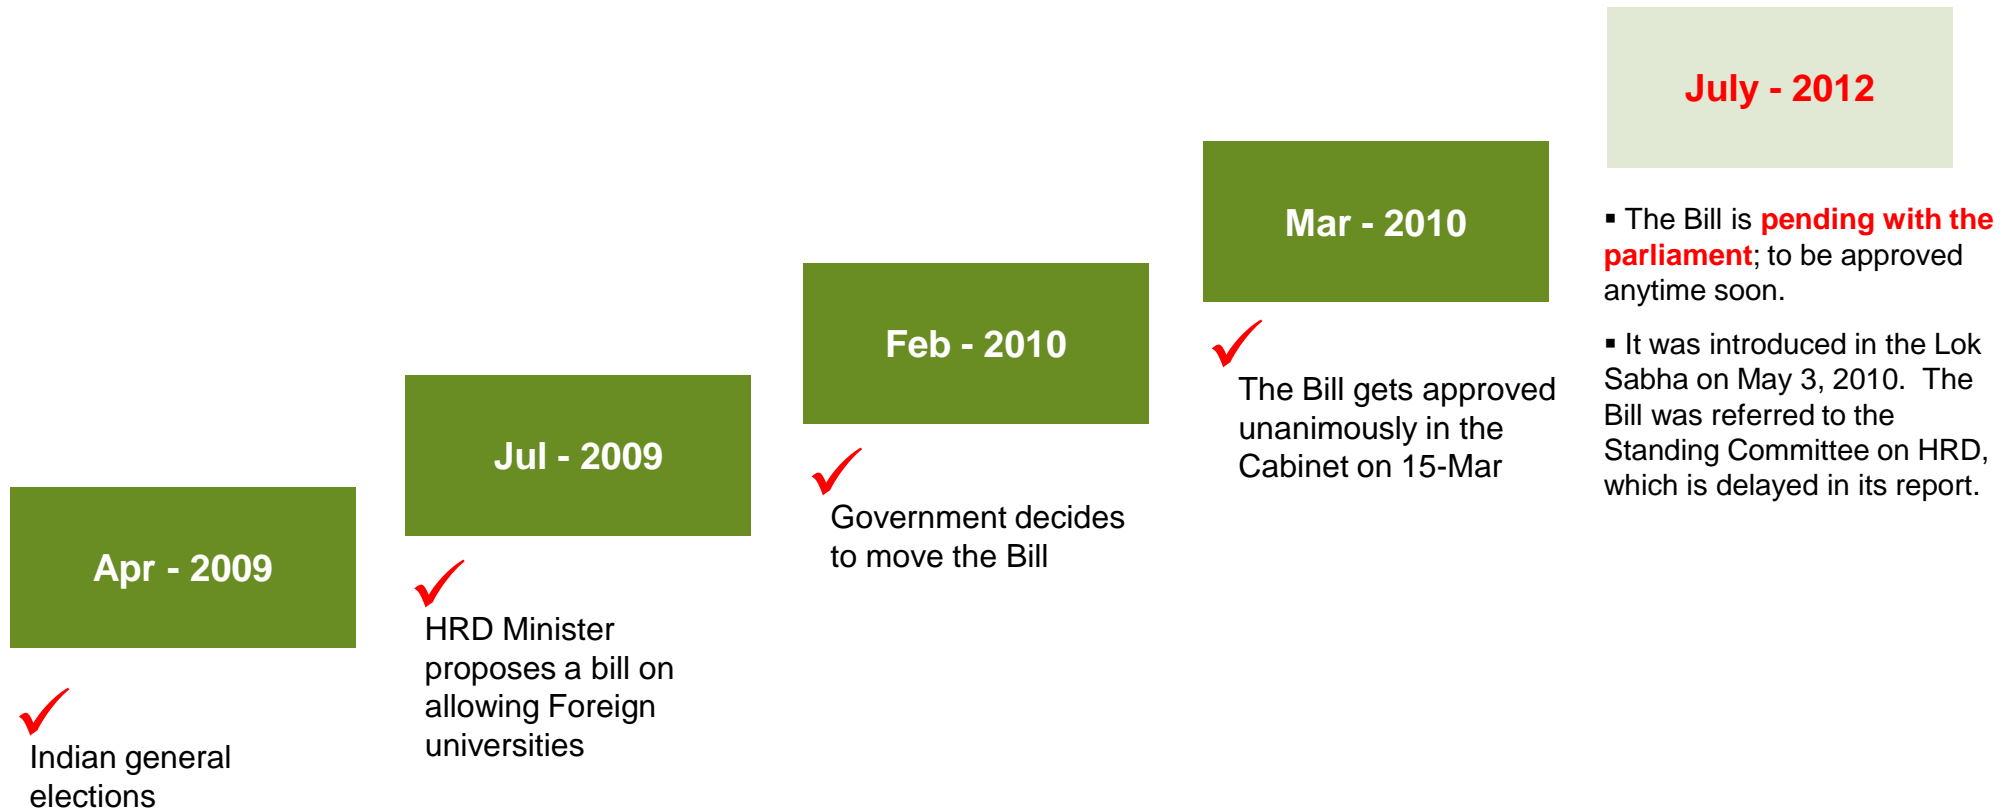 Apr - 2009
Indian general
elections
Jul - 2009
HRD Minister
proposes a bill on
allowing Foreign
universities
Feb - 2010
Government decides
to move the Bill
Mar - 2010
The Bill gets approved
unanimously in the
Cabinet on 15-Mar
July - 2012
▪ The Bill is pending with the
parliament; to be approved
anytime soon.
▪ It was introduced in the Lok
Sabha on May 3, 2010.  The
Bill was referred to the
Standing Committee on HRD,
which is delayed in its report.